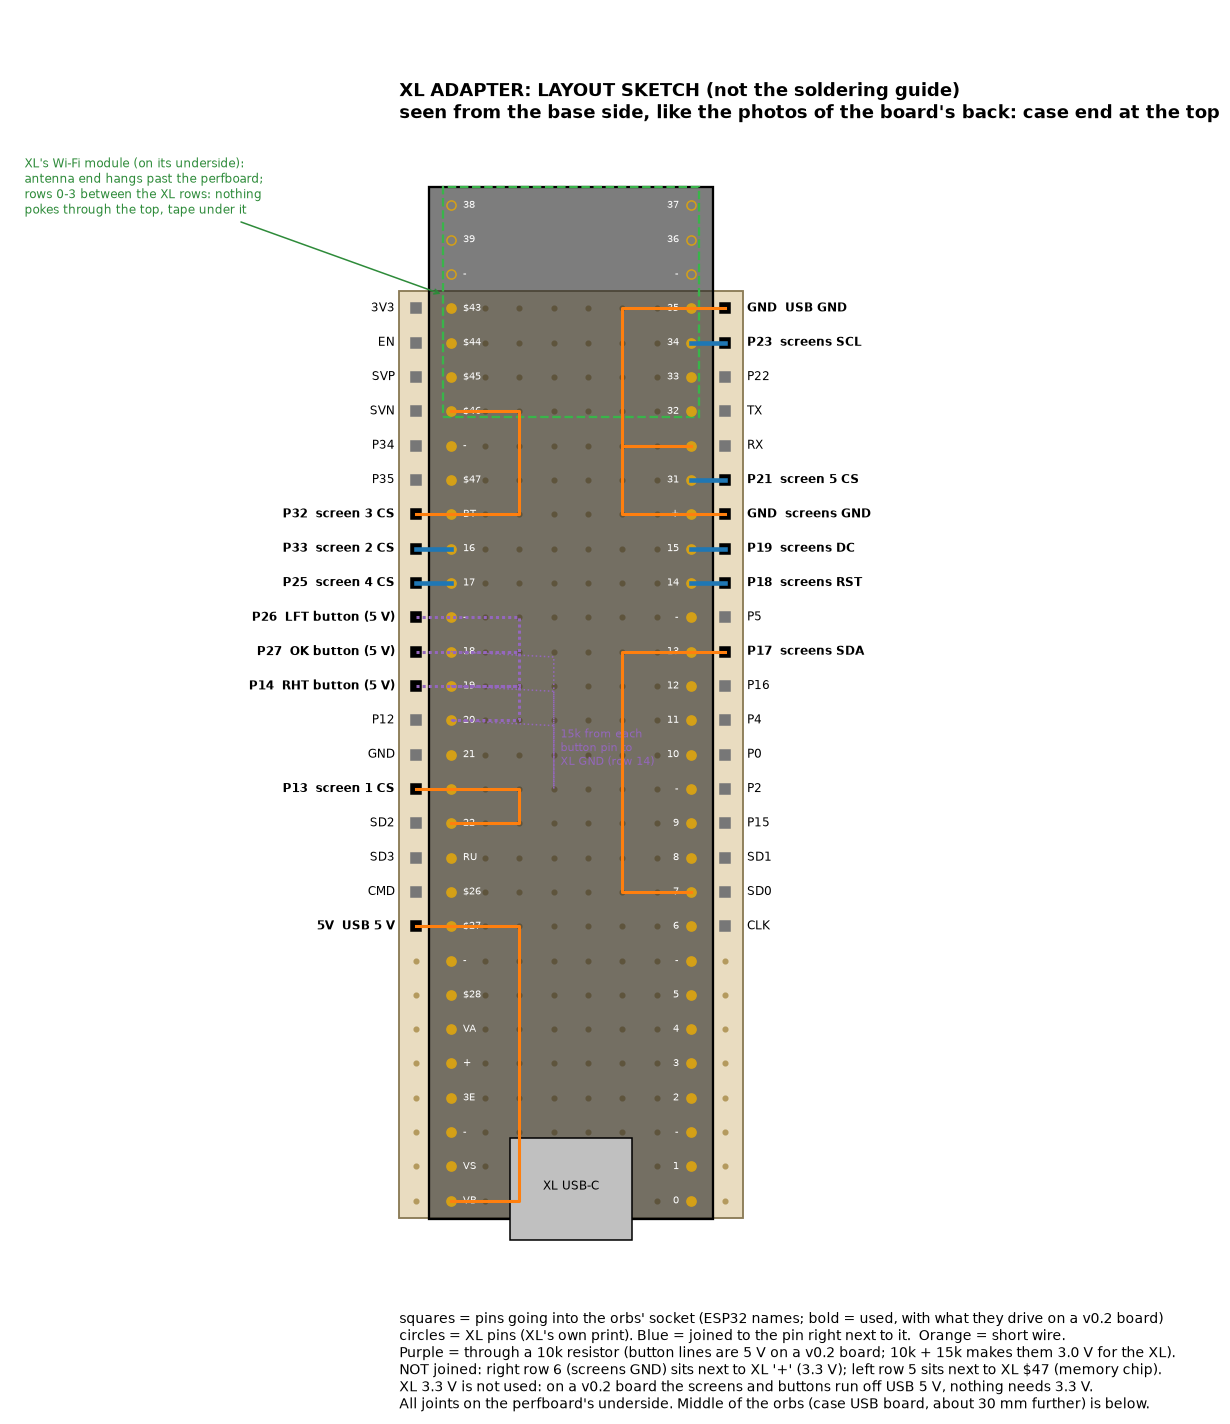 XL ADAPTER: LAYOUT SKETCH (not the soldering guide)
seen from the base side, like the photos of the board's back: case end at the top
XL's Wi-Fi module (on its underside):
antenna end hangs past the perfboard;
rows 0-3 between the XL rows: nothing
pokes through the top, tape under it
38 37
39 36
- -
3V3 $43 35 GND USB GND
EN $44 34 P23 screens SCL
SVP $45 33 P22
SVN $46 32 TX
P34 - RX
P35 $47 31 P21 screen 5 CS
P32 screen 3 CS BT + GND screens GND
P33 screen 2 CS 16 15 P19 screens DC
P25 screen 4 CS 17 14 P18 screens RST
P26 LFT button (5 V) - - P5
P27 OK button (5 V) 18 13 P17 screens SDA
P14 RHT button (5 V) 19 12 P16
P12 20 11 P4
15k from each
button pin to
XL GND (row 14)
GND 21 10 P0
P13 screen 1 CS - P2
SD2 22 9 P15
SD3 RU 8 SD1
CMD $26 7 SD0
5V USB 5 V $27 6 CLK
- -
$28 5
VA 4
+ 3
3E 2
- -
VS 1
VB 0
XL USB-C
squares = pins going into the orbs' socket (ESP32 names; bold = used, with what they drive on a v0.2 board)
circles = XL pins (XL's own print). Blue = joined to the pin right next to it. Orange = short wire.
Purple = through a 10k resistor (button lines are 5 V on a v0.2 board; 10k + 15k makes them 3.0 V for the XL).
NOT joined: right row 6 (screens GND) sits next to XL '+' (3.3 V); left row 5 sits next to XL $47 (memory chip).
XL 3.3 V is not used: on a v0.2 board the screens and buttons run off USB 5 V, nothing needs 3.3 V.
All joints on the perfboard's underside. Middle of the orbs (case USB board, about 30 mm further) is below.